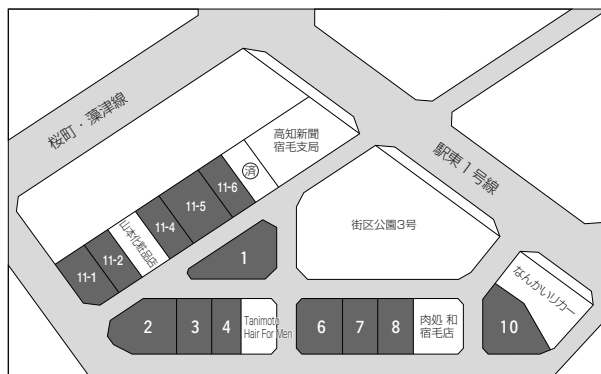 桜町・藻津線
高知新聞
宿毛支局
済
駅東1号線
11-6
11-5
11-4
山本化粧品店
11-2
11-1
街区公園3号
1
なんかいリカー
2
3
4
Tanimoto
Hair For Men
6
7
8
肉処 和
宿毛店
10